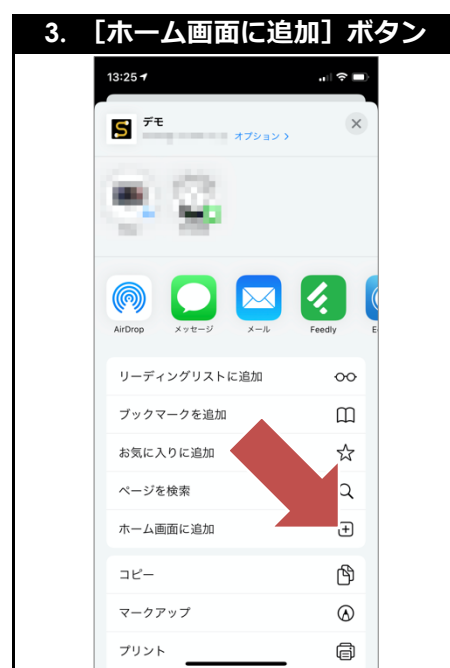 3. ［ホーム画面に追加］ボタン
13:25
デモ
オプション
AirDrop
メッセージ
メール
Feedly
リーディングリストに追加
ブックマークを追加
お気に入りに追加
ページを検索
ホーム画面に追加
コピー
マークアップ
プリント